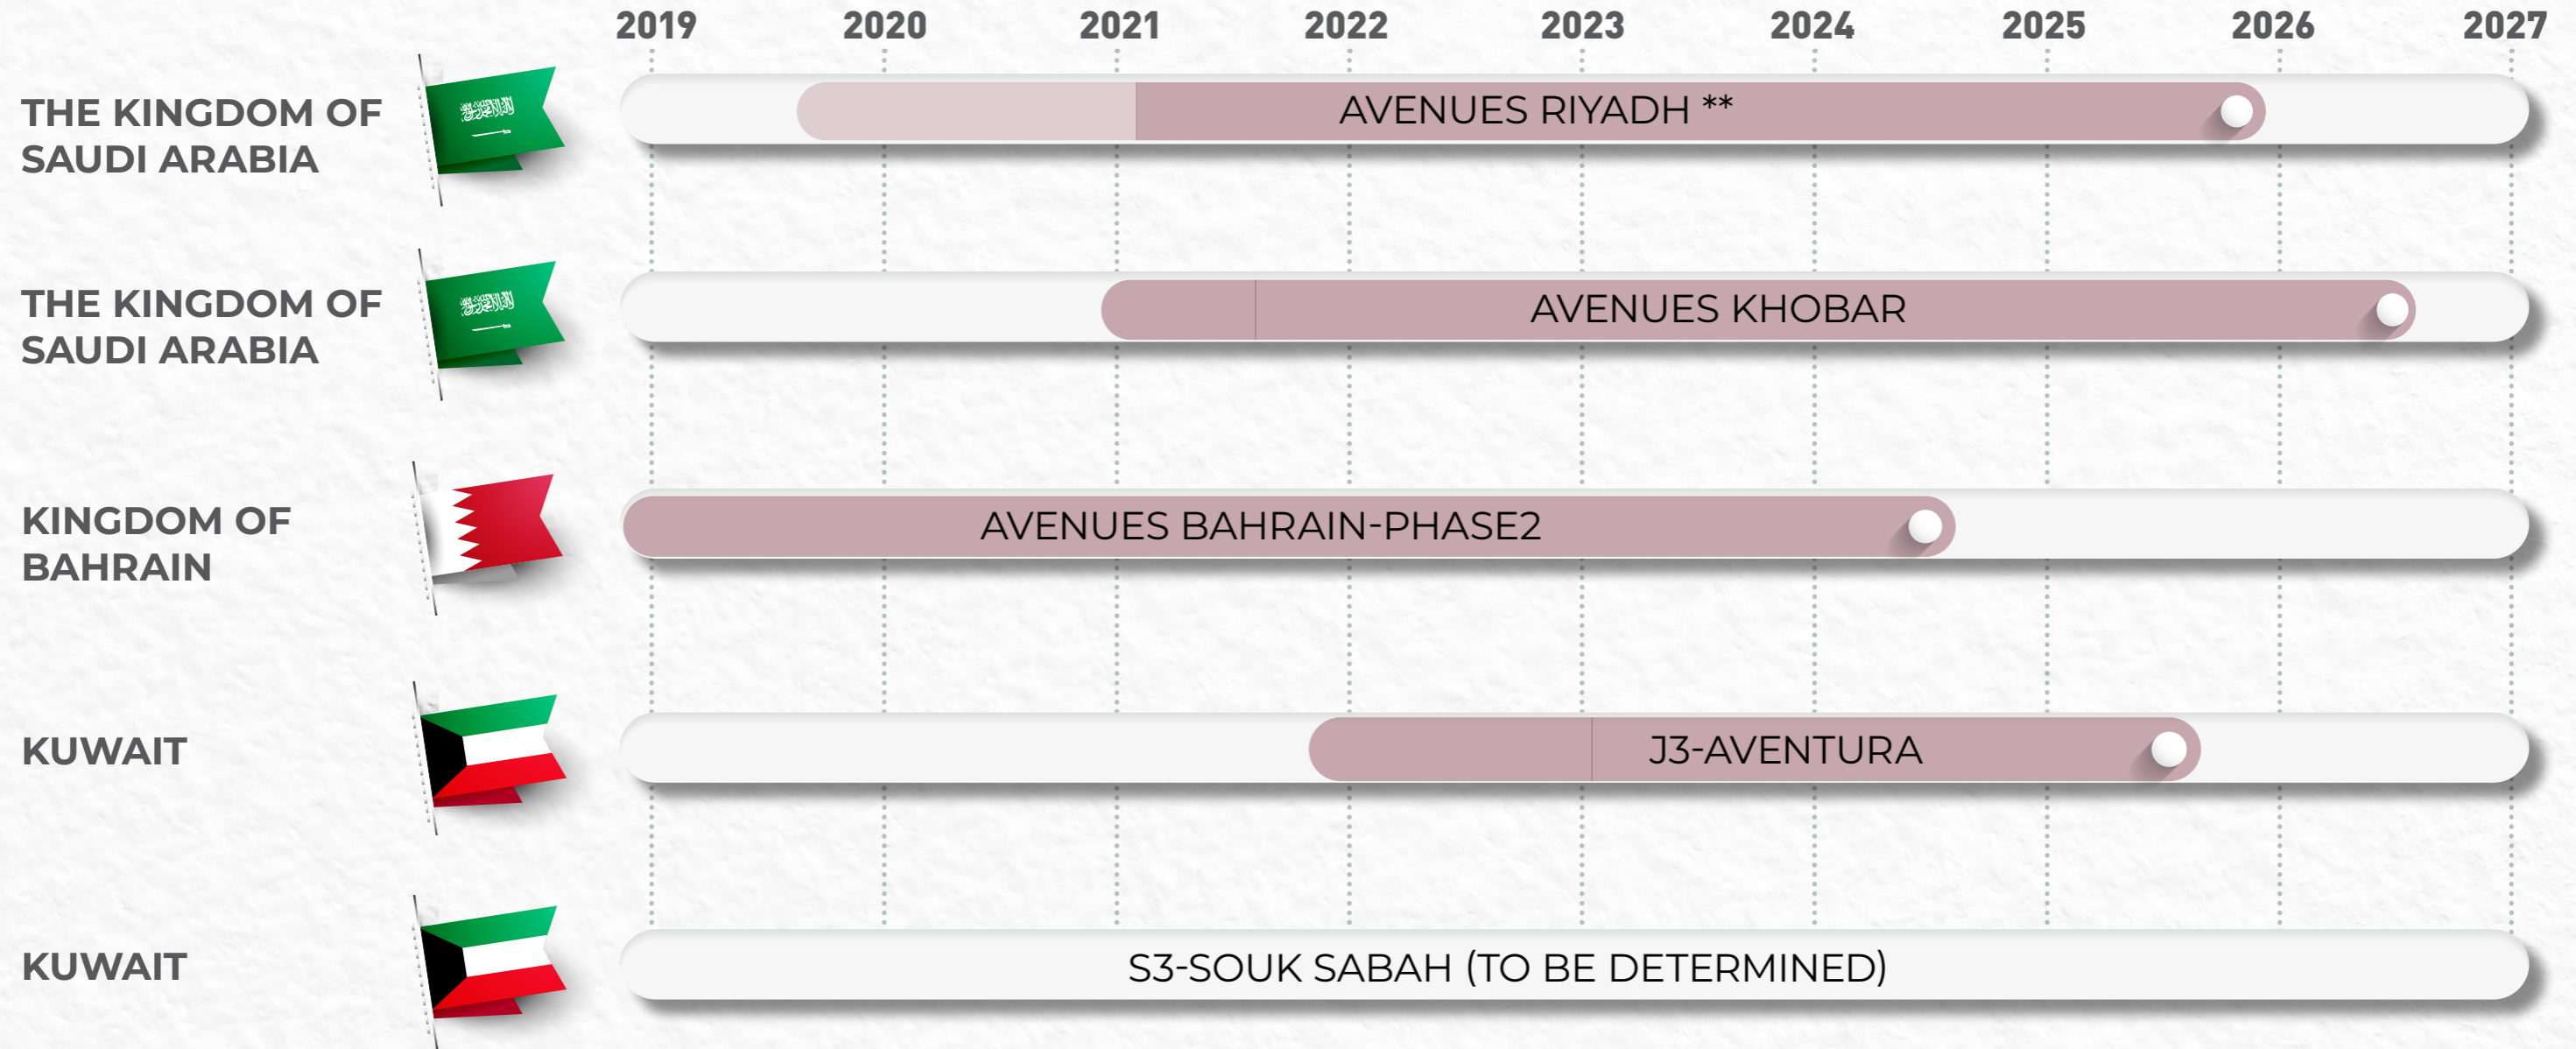 2019 2020 2021 2022 2023 2024 2025 2026 2027
THE KINGDOM OF
SAUDI ARABIA
AVENUES RIYADH **
THE KINGDOM OF
SAUDI ARABIA
AVENUES KHOBAR
KINGDOM OF
BAHRAIN
AVENUES BAHRAIN-PHASE2
KUWAIT
J3-AVENTURA
KUWAIT
S3-SOUK SABAH (TO BE DETERMINED)